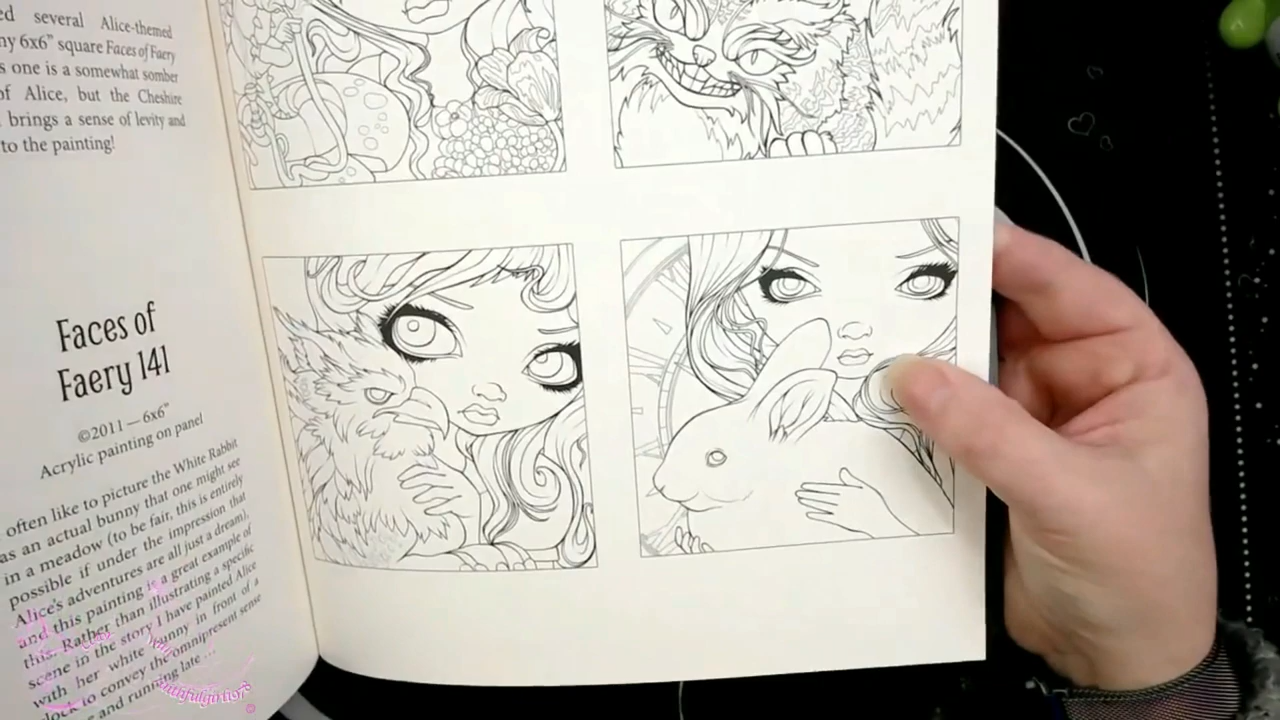 ed several Alice-themed
ny 6x6" square Faces of Faery
s one is a somewhat somber
of Alice, but the Cheshire
brings a sense of levity and
to the painting!
Faces of
Faery 141
©2011—6x6"
Acrylic painting on panel
often like to picture the White Rabbit
as an actual bunny that one might see
in a meadow (to be fair, this is entirely
possible if under the impression that
Alice's adventures are all just a dream),
and this painting is a great example of
this. Rather than illustrating a specific
scene in the story I have painted Alice
with her white bunny in front of a
clock to convey the omnipresent sense
and running late ...